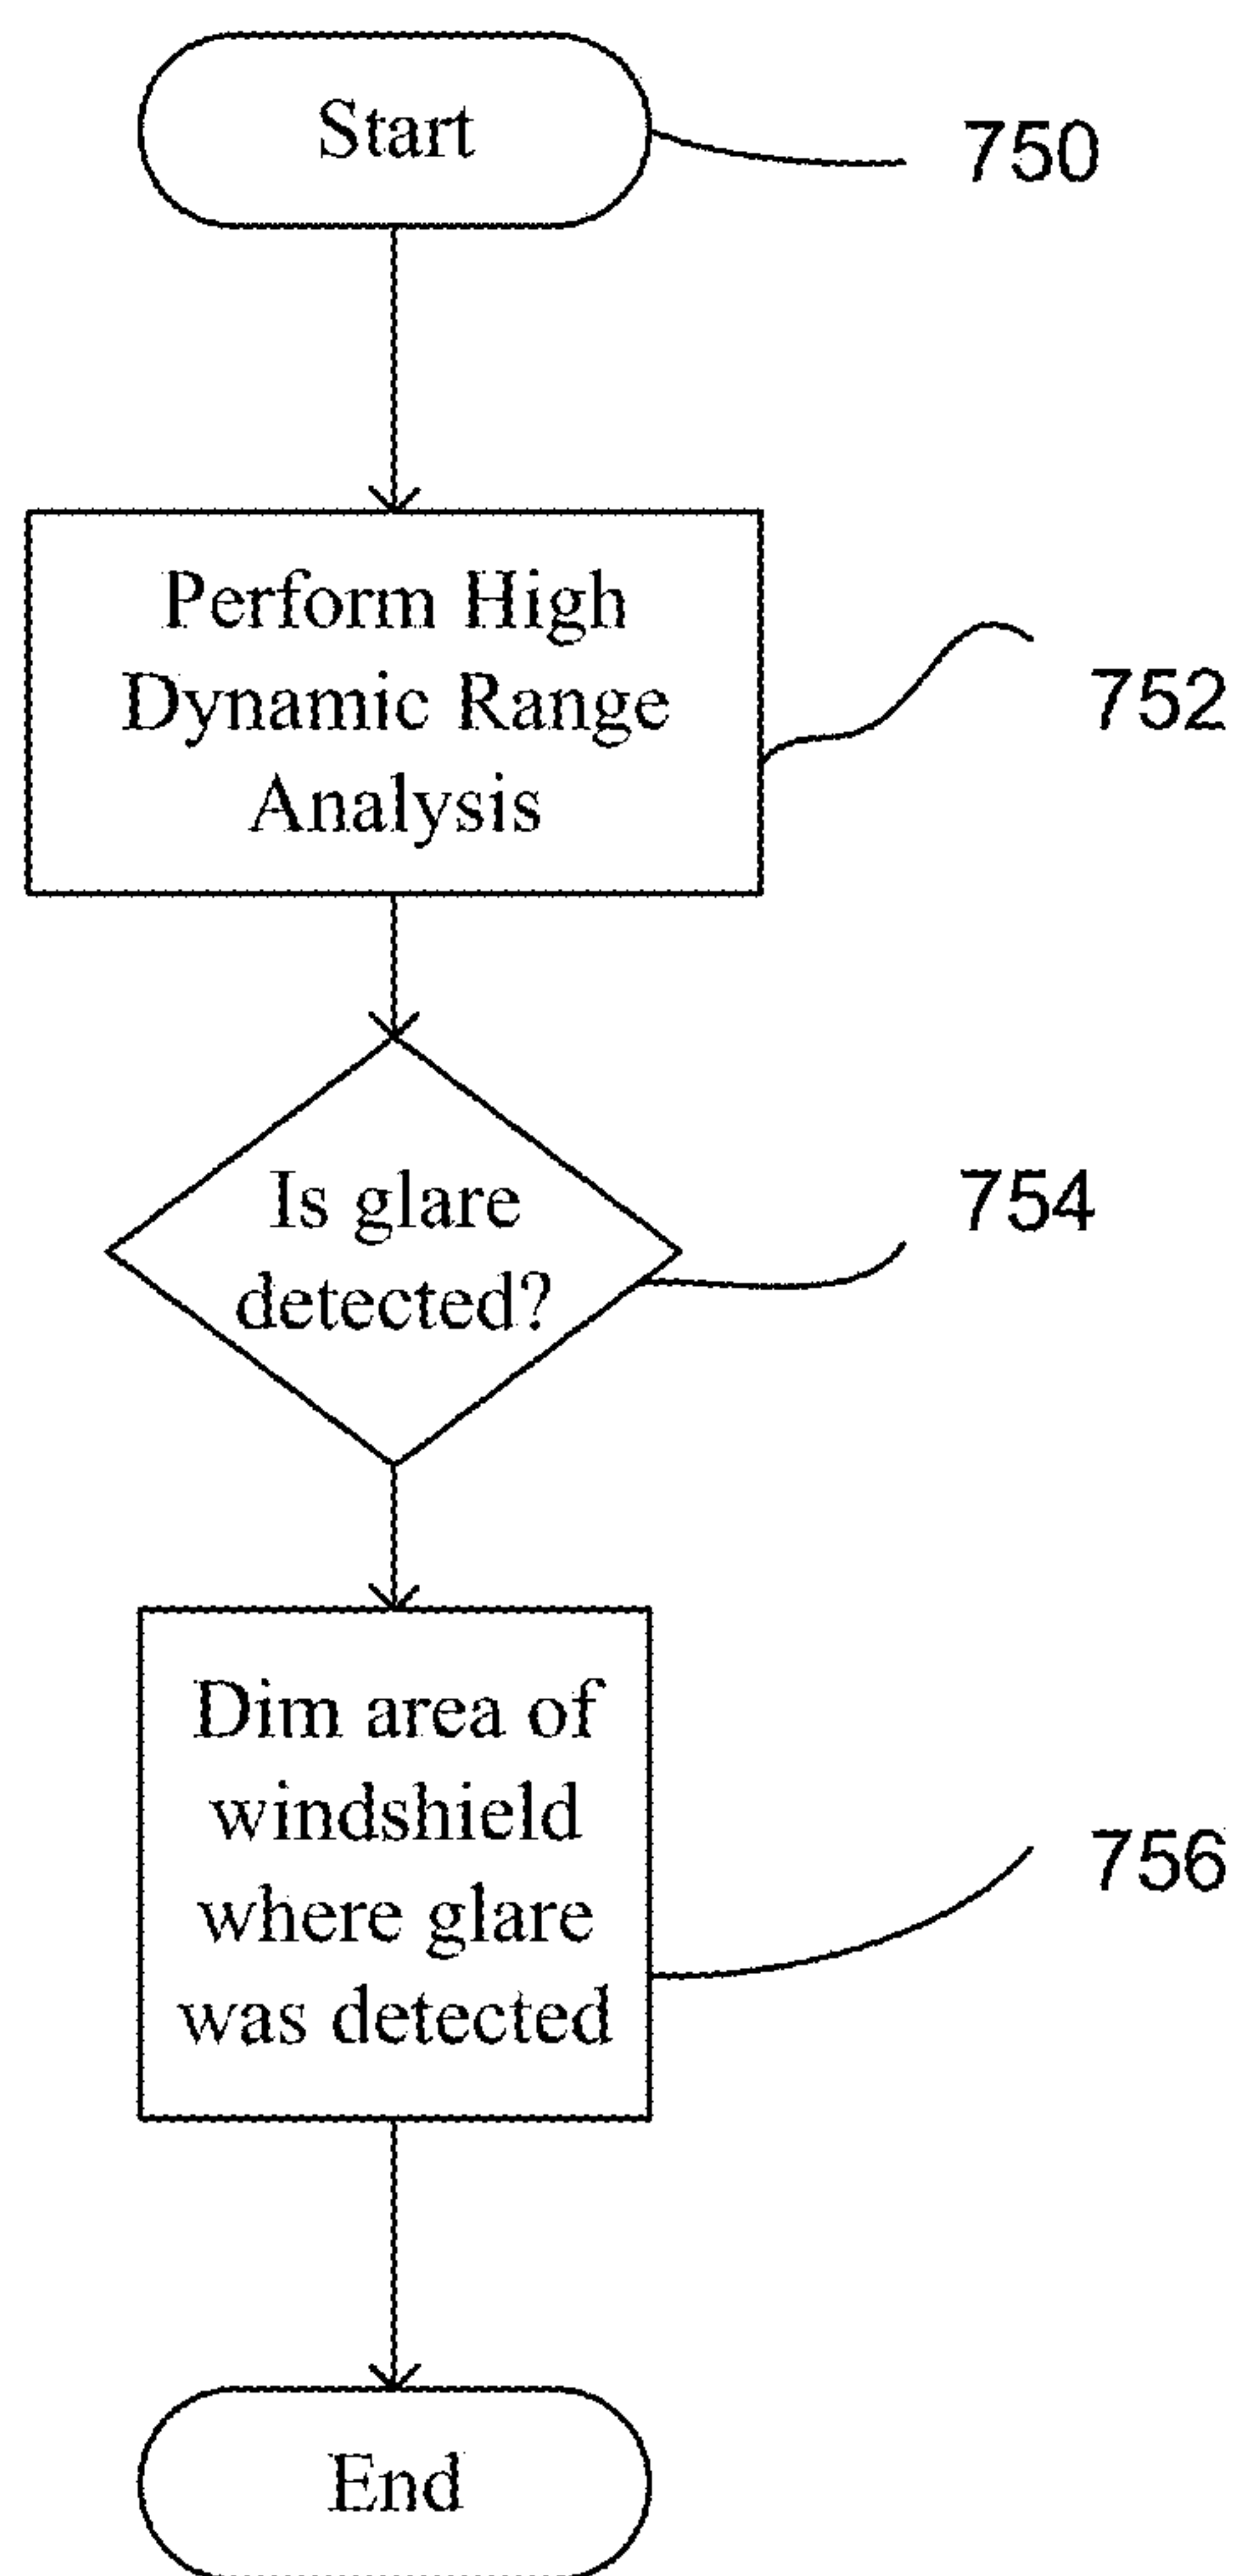 Start
750
Perform High
Dynamic Range
Analysis
752
Is glare
detected?
754
Dim area of
windshield
where glare
was detected
756
End